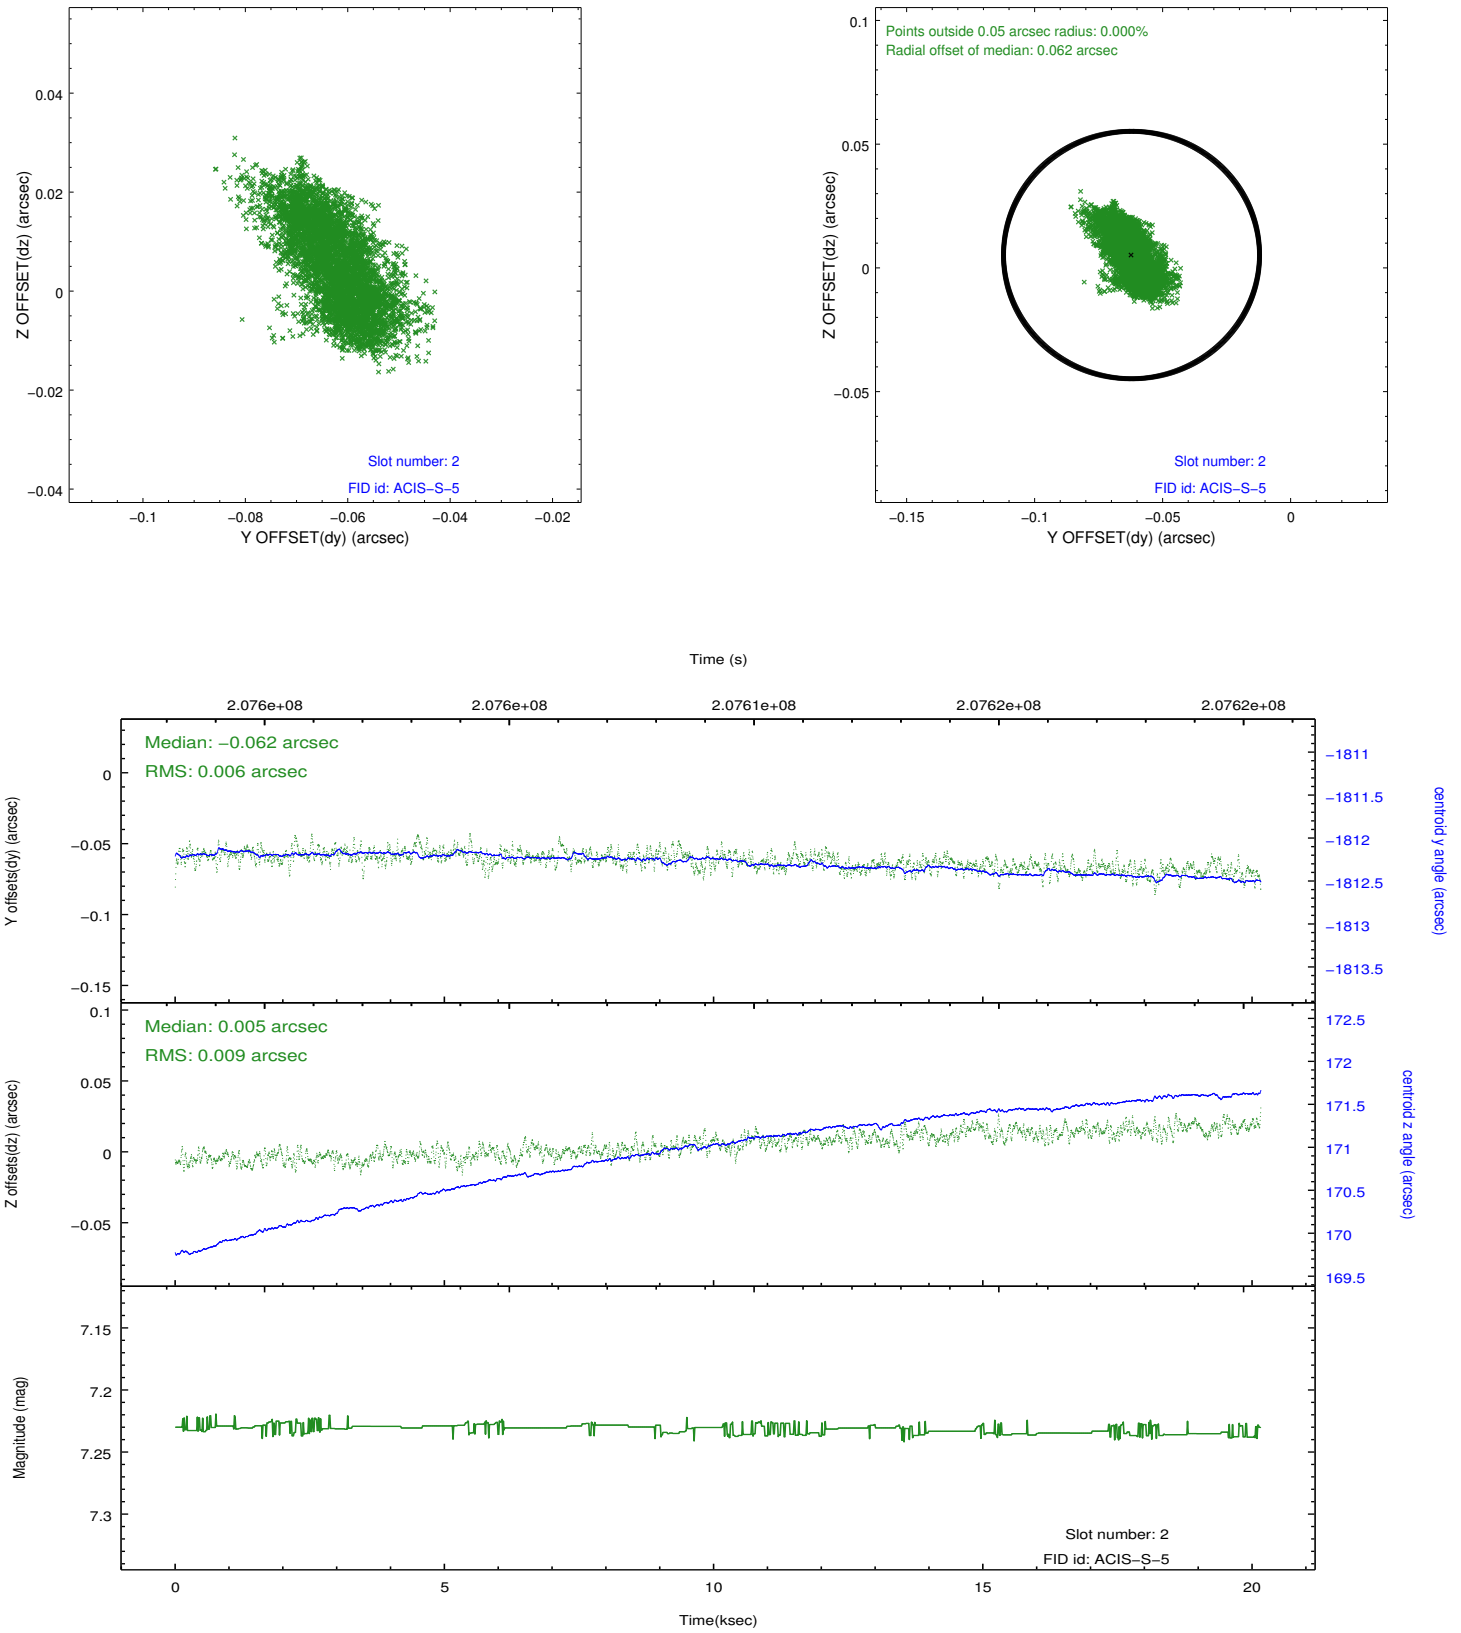 0.04
0.02
0
−0.02
−0.04
Z OFFSET(dz) (arcsec)
Slot number: 2
FID id: ACIS−S−5
−0.1
−0.08
−0.06
−0.04
−0.02
Y OFFSET(dy) (arcsec)
Points outside 0.05 arcsec radius: 0.000%
Radial offset of median: 0.062 arcsec
0.1
0.05
0
−0.05
Z OFFSET(dz) (arcsec)
Slot number: 2
FID id: ACIS−S−5
−0.15
−0.1
−0.05
0
Y OFFSET(dy) (arcsec)
Time (s)
2.076e+08
2.076e+08
2.0761e+08
2.0762e+08
2.0762e+08
Median: −0.062 arcsec
RMS: 0.006 arcsec
0
−0.05
−0.1
−0.15
Y offsets(dy) (arcsec)
−1811
−1811.5
−1812
−1812.5
−1813
−1813.5
centroid y angle (arcsec)
Median: 0.005 arcsec
RMS: 0.009 arcsec
0.1
0.05
0
−0.05
Z offsets(dz) (arcsec)
172.5
172
171.5
171
170.5
170
169.5
centroid z angle (arcsec)
7.15
7.2
7.25
7.3
Magnitude (mag)
Slot number: 2
FID id: ACIS−S−5
0
5
10
15
20
Time(ksec)